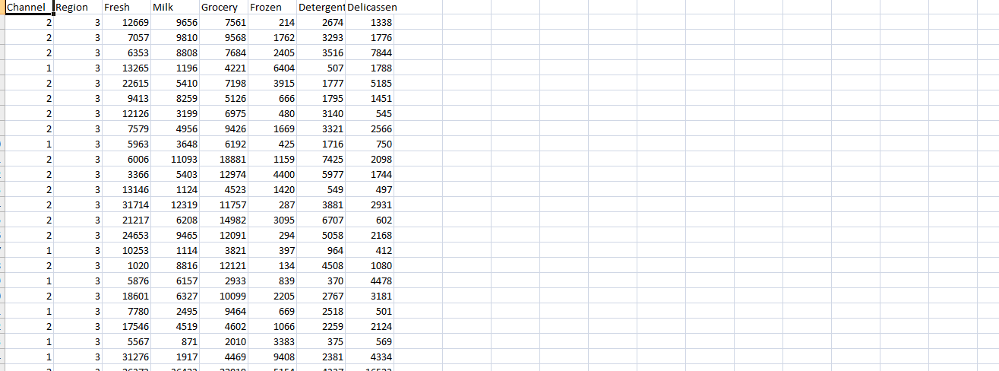 Channel Region Fresh Milk Grocery Frozen Detergent Delicassen
2 3 12669 9656 7561 214 2674 1338
2 3 7057 9810 9568 1762 3293 1776
2 3 6353 8808 7684 2405 3516 7844
1 3 13265 1196 4221 6404 507 1788
2 3 22615 5410 7198 3915 1777 5185
2 3 9413 8259 5126 666 1795 1451
2 3 12126 3199 6975 480 3140 545
2 3 7579 4956 9426 1669 3321 2566
1 3 5963 3648 6192 425 1716 750
2 3 6006 11093 18881 1159 7425 2098
2 3 3366 5403 12974 4400 5977 1744
2 3 13146 1124 4523 1420 549 497
2 3 31714 12319 11757 287 3881 2931
2 3 21217 6208 14982 3095 6707 602
2 3 24653 9465 12091 294 5058 2168
1 3 10253 1114 3821 397 964 412
2 3 1020 8816 12121 134 4508 1080
1 3 5876 6157 2933 839 370 4478
2 3 18601 6327 10099 2205 2767 3181
1 3 7780 2495 9464 669 2518 501
2 3 17546 4519 4602 1066 2259 2124
1 3 5567 871 2010 3383 375 569
1 3 31276 1917 4469 9408 2381 4334